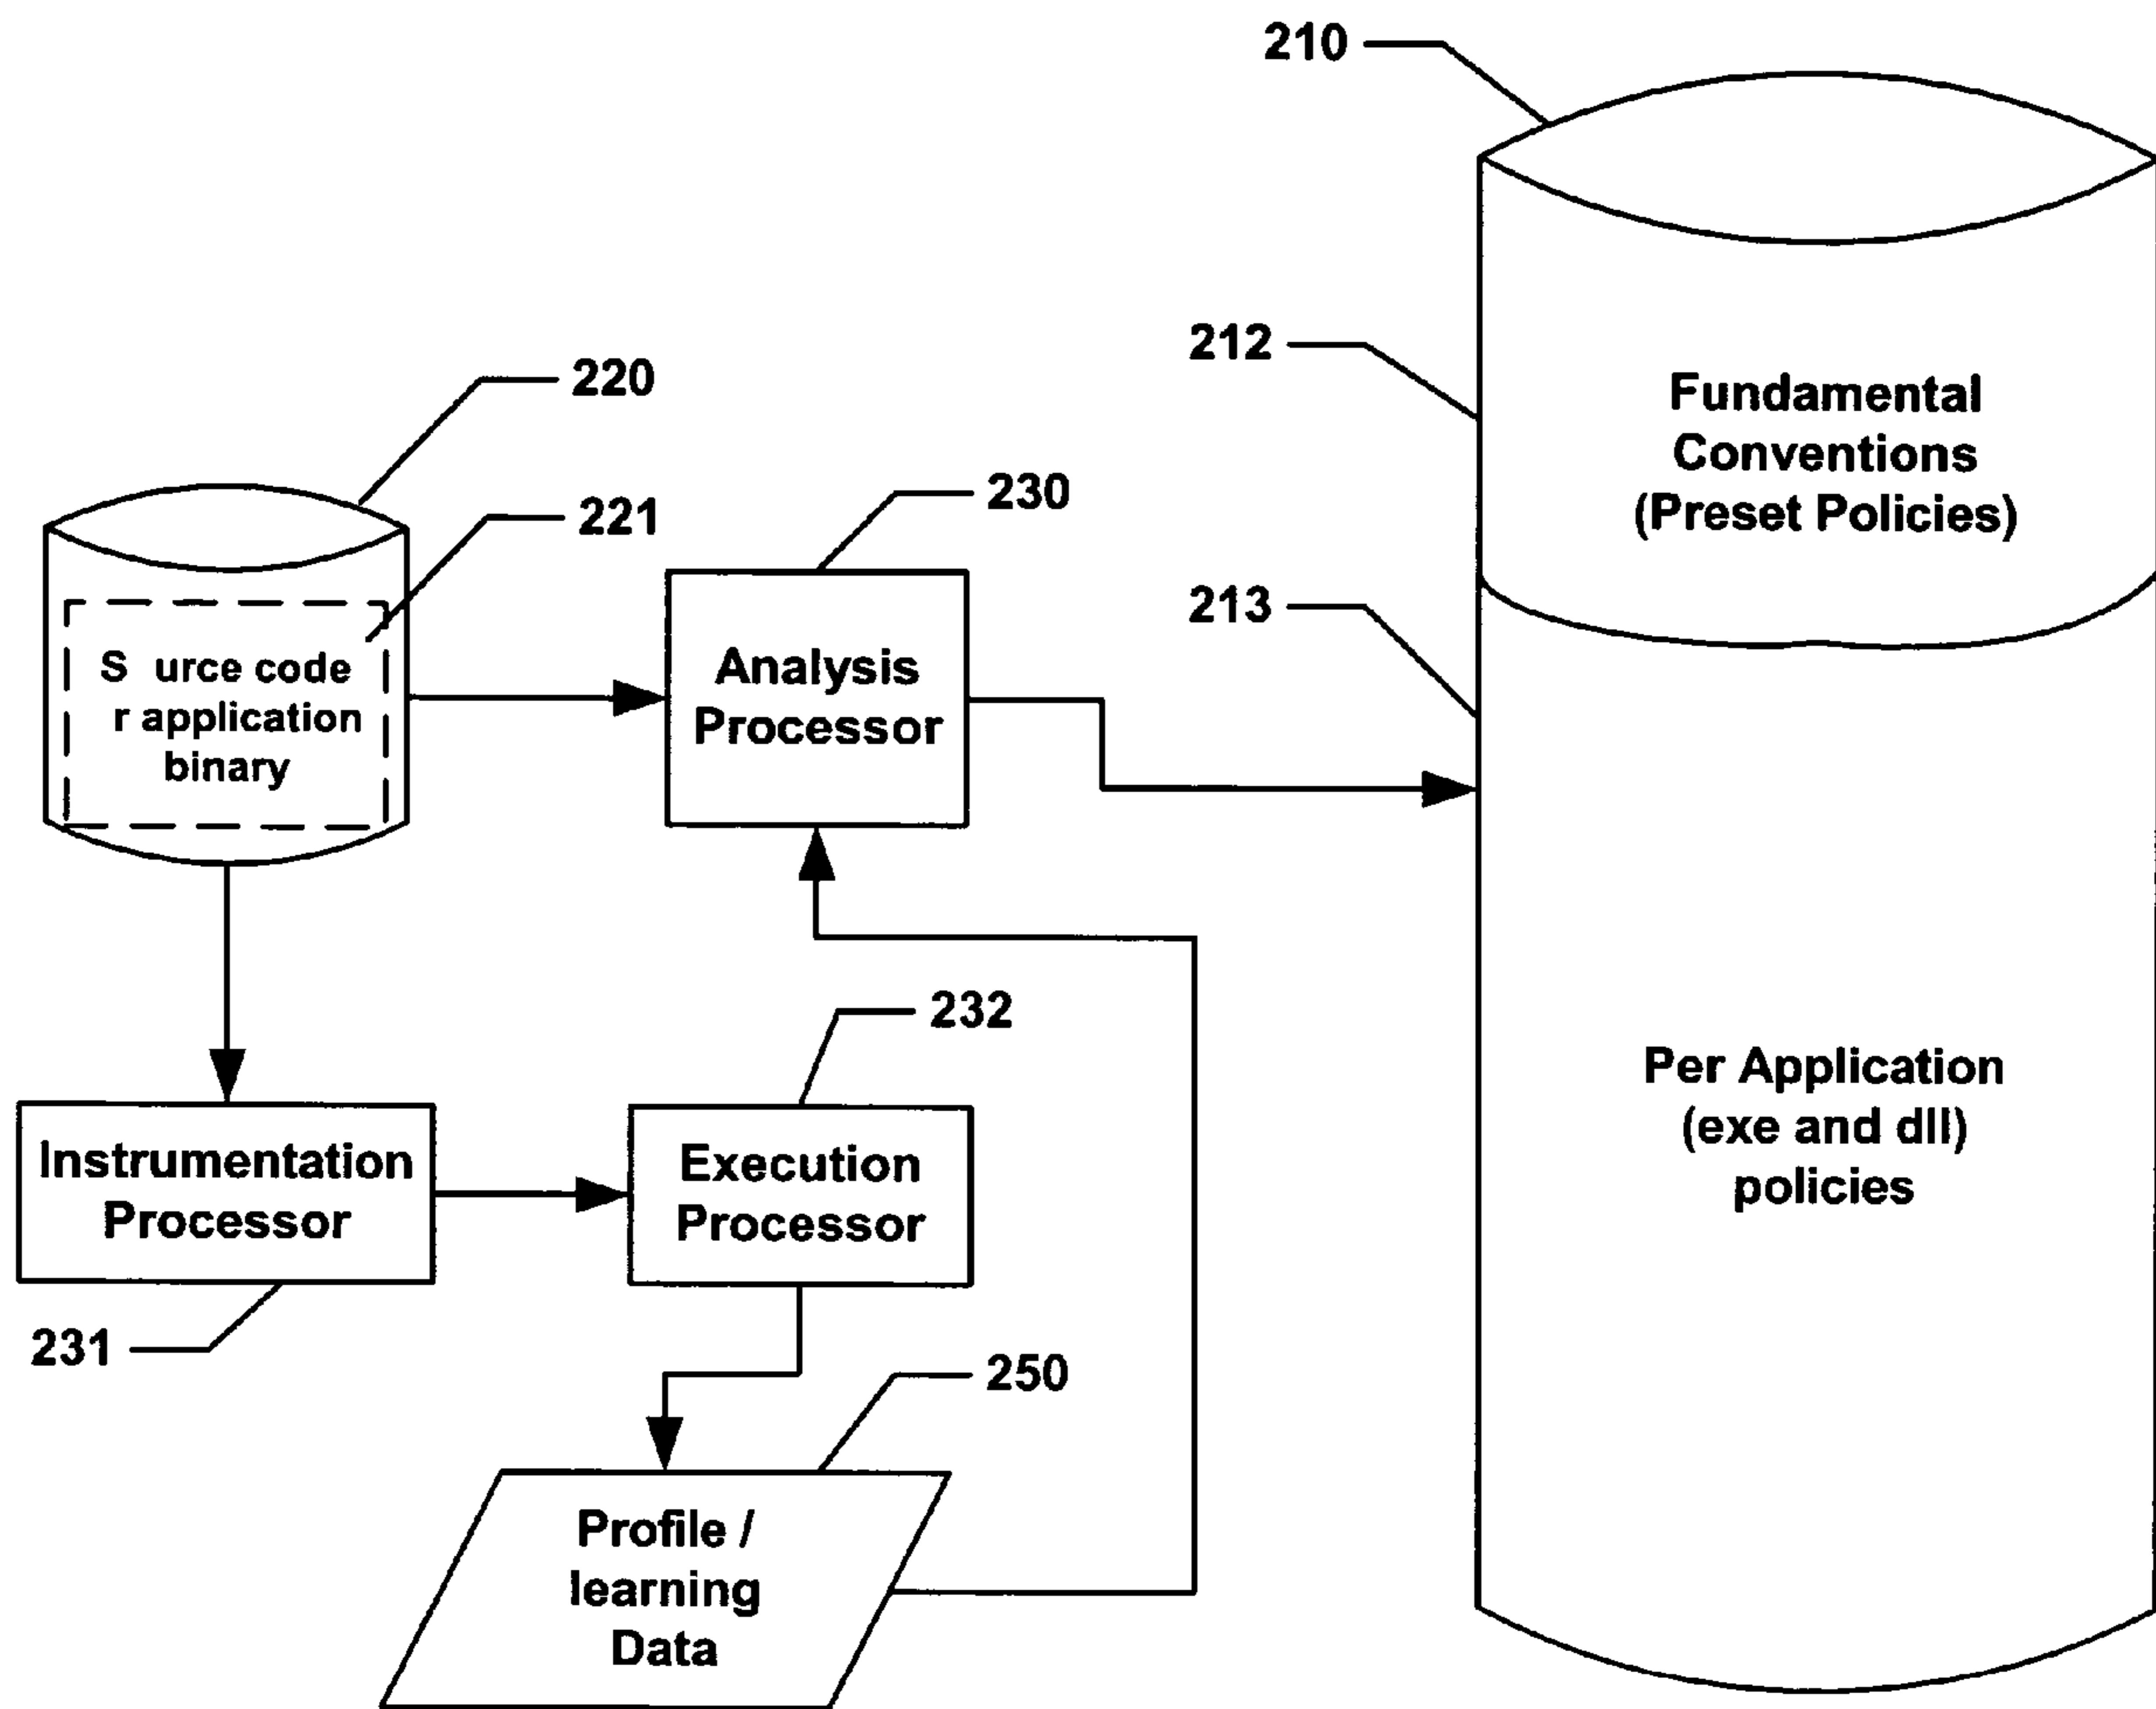 210
212
Fundamental
Conventions
(Preset Policies)
220
221
230
213
S urce code
r application
binary
Analysis
Processor
232
Per Application
(exe and dll)
policies
Instrumentation
Processor
Execution
Processor
231
250
Profile /
learning
Data